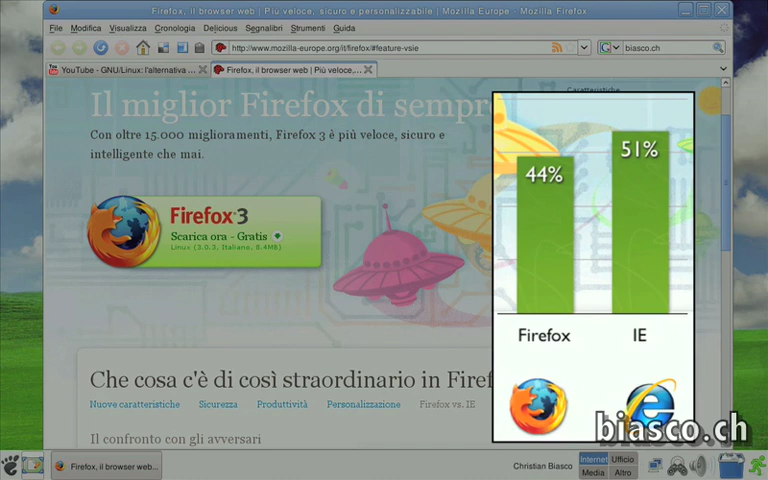 Firefox, il browser web | Più veloce, sicuro e personalizzabile | Mozilla Europe - Mozilla Firefox
File Modifica Visualizza Cronologia Delicious Segnalibri Strumenti Guida
http://www.mozilla-europe.org/it/firefox/#feature-vsie
G biasco.ch
YouTube - GNU/Linux: l'alternativa ...
Firefox, il browser web | Più veloce,...
Caratteristiche
Il miglior Firefox di sempr
Con oltre 15.000 miglioramenti, Firefox 3 è più veloce, sicuro e
intelligente che mai.
Firefox 3
Scarica ora - Gratis
Linux (3.0.3, Italiano, 8.4MB)
44%
51%
Firefox IE
Che cosa c'è di così straordinario in Firef
Nuove caratteristiche Sicurezza Produttività Personalizzazione Firefox vs. IE
Il confronto con gli avversari
biasco.ch
Firefox, il browser web...
Christian Biasco
Internet Ufficio
Media Altro